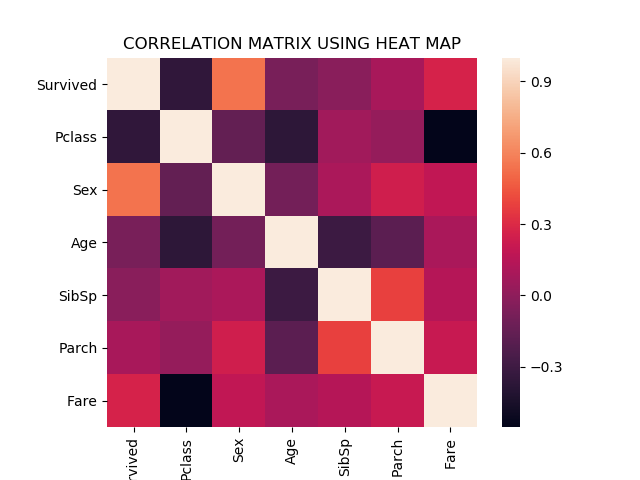 CORRELATION MATRIX USING HEAT MAP
Survived
Pclass
Sex
Age
SibSp
Parch
Fare
rvived
Pclass
Sex
Age
SibSp
Parch
Fare
0.9
0.6
0.3
0.0
−0.3